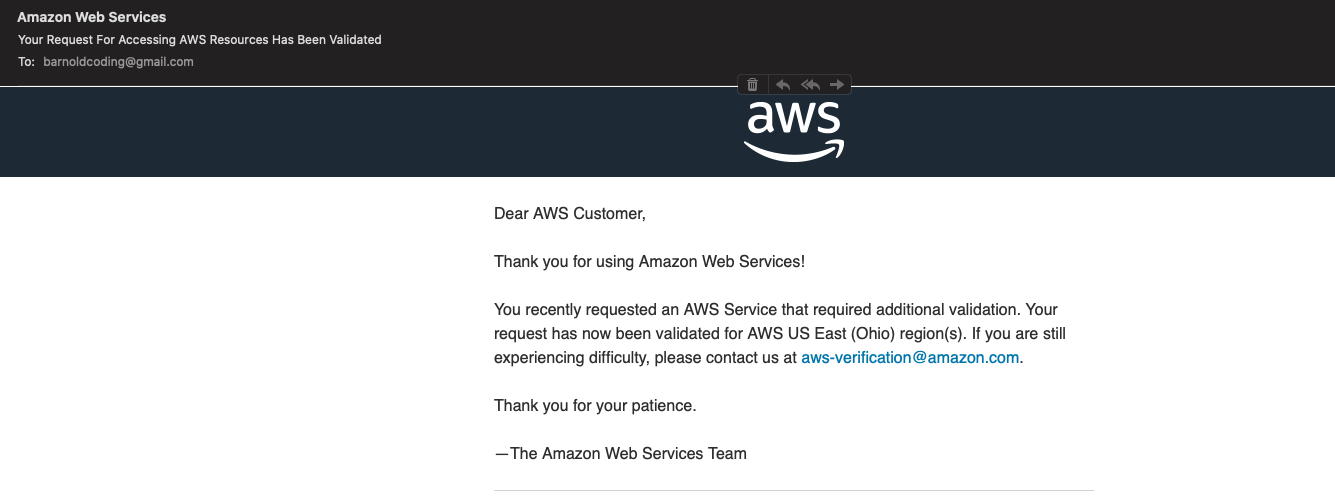 Amazon Web Services
Your Request For Accessing AWS Resources Has Been Validated
To: barnoldcoding@gmail.com
aws
Dear AWS Customer,
Thank you for using Amazon Web Services!
You recently requested an AWS Service that required additional validation. Your
request has now been validated for AWS US East (Ohio) region(s). If you are still
experiencing difficulty, please contact us at aws-verification@amazon.com.
Thank you for your patience.
—The Amazon Web Services Team